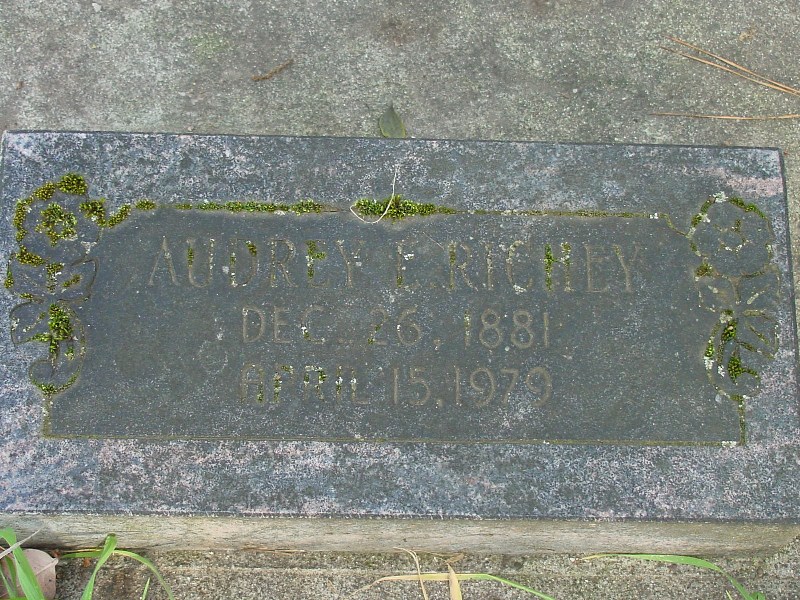 AUDREY E. RICHEY
DEC. 26, 1881
APRIL 15, 1979